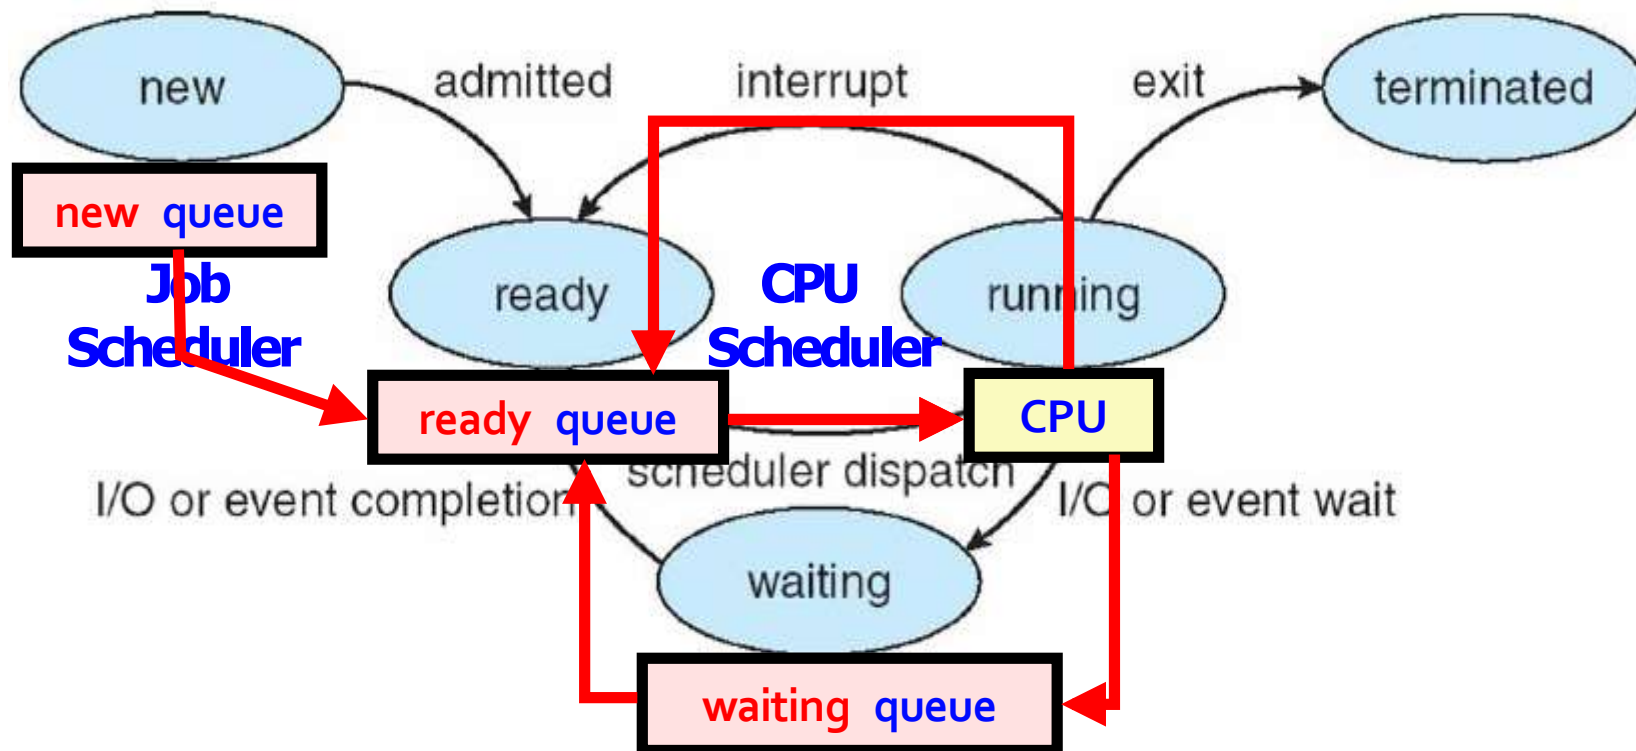 new
admitted
interrupt
exit
terminated
new queue
Job
Scheduler
ready
CPU
Scheduler
running
ready queue
CPU
scheduler dispatch
I/O or event completion
I/O or event wait
waiting
waiting queue